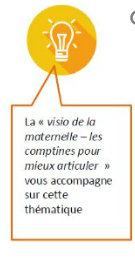 La « visio de la
maternelle – les
comptines pour
mieux articuler »
vous accompagne
sur cette
thématique